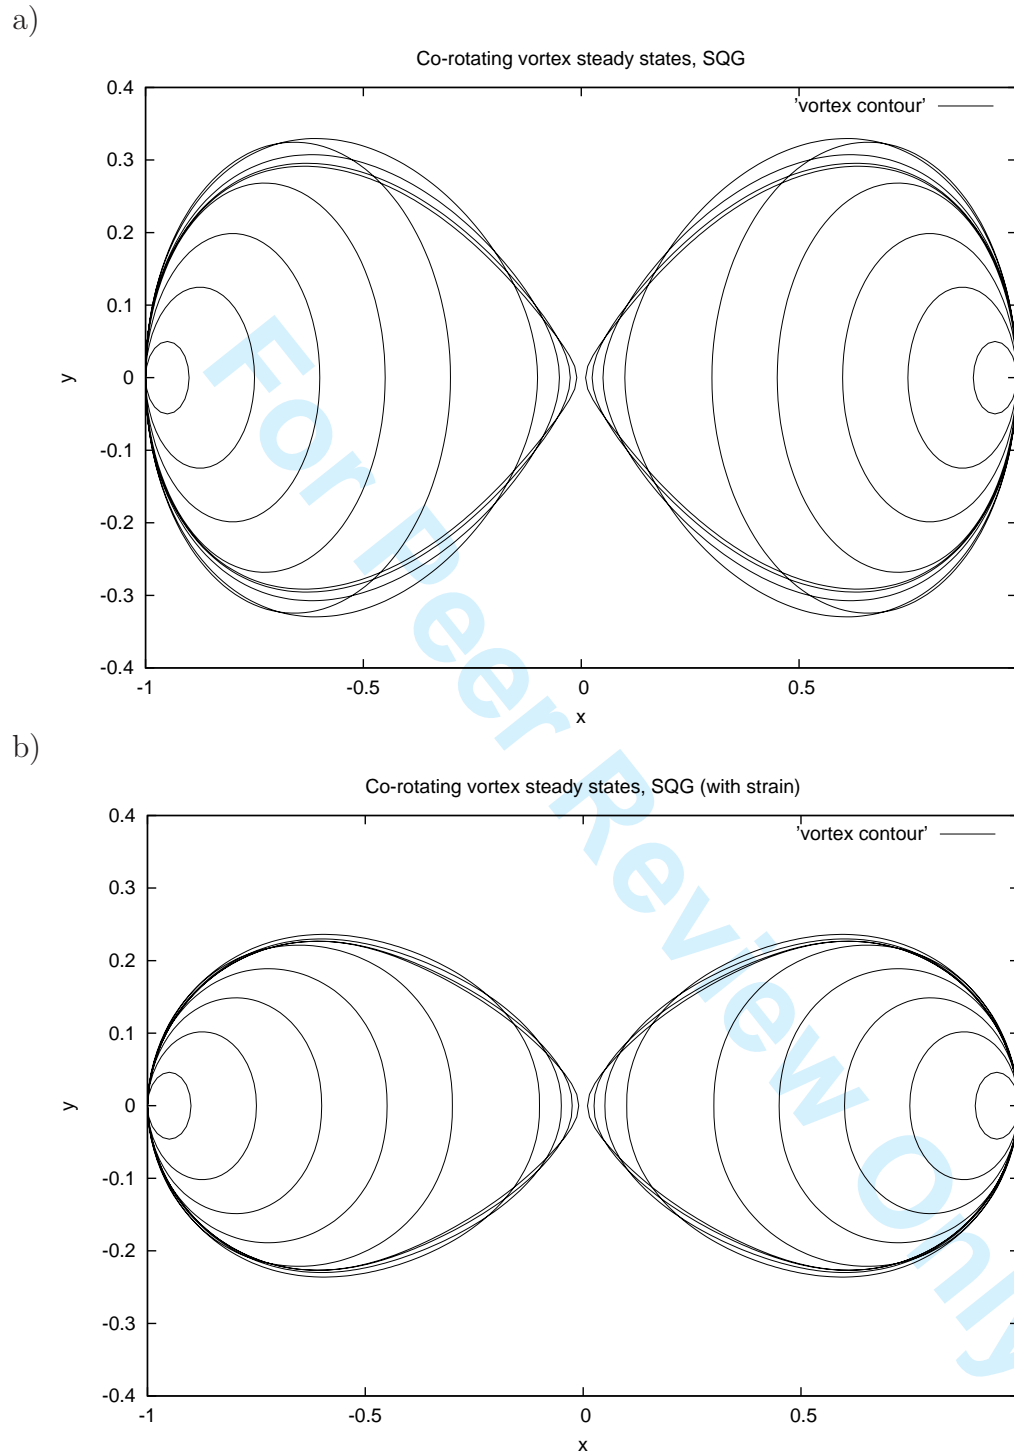 a)
Co-rotating vortex steady states, SQG
'vortex contour'
0.4
0.3
0.2
0.1
0
-0.1
-0.2
-0.3
-0.4
y
-1
-0.5
0
0.5
x
b)
Co-rotating vortex steady states, SQG (with strain)
'vortex contour'
0.4
0.3
0.2
0.1
0
-0.1
-0.2
-0.3
-0.4
y
-1
-0.5
0
0.5
x
For Peer Review Only